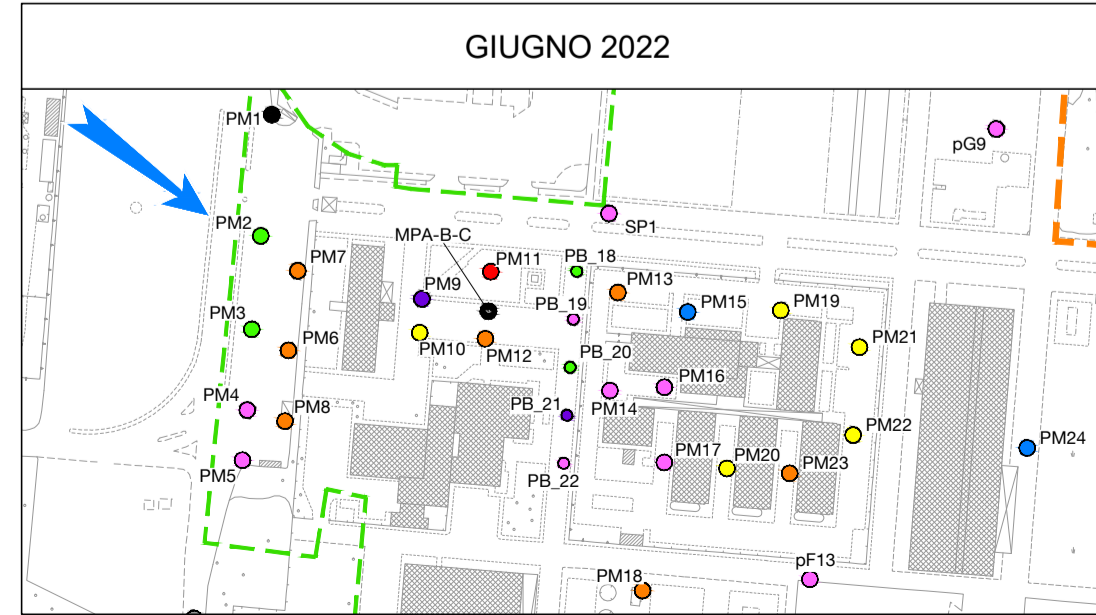 GIUGNO 2022
PM1
pG9
PM2
SP1
MPA-B-C
PM7
PM11
PB_18
PM13
PM9
PB_19
PM15
PM19
PM3
PM6
PM10
PM12
PM21
PB_20
PM4
PM8
PB_21
PM14
PM16
PM22
PM24
PM5
PB_22
PM17
PM20
PM23
pF13
PM18